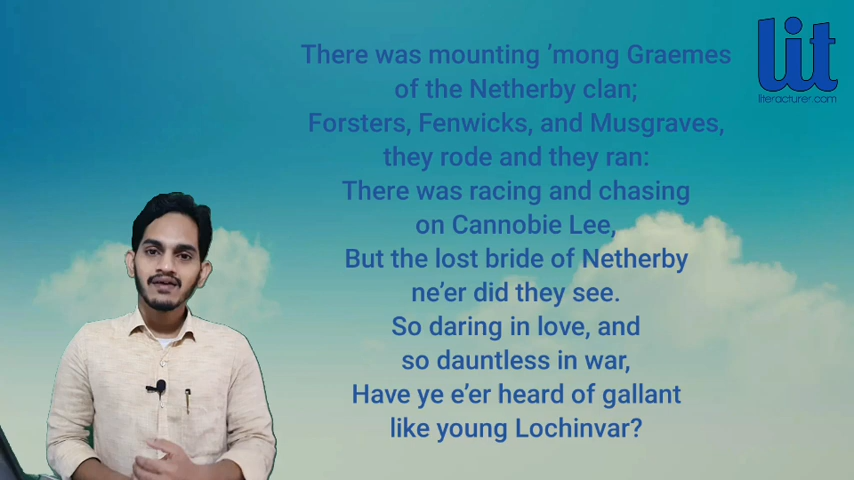 There was mounting ’mong Graemes
of the Netherby clan;
Forsters, Fenwicks, and Musgraves,
they rode and they ran:
There was racing and chasing
on Cannobie Lee,
But the lost bride of Netherby
ne’er did they see.
So daring in love, and
so dauntless in war,
Have ye e’er heard of gallant
like young Lochinvar?
lit
literacturer.com